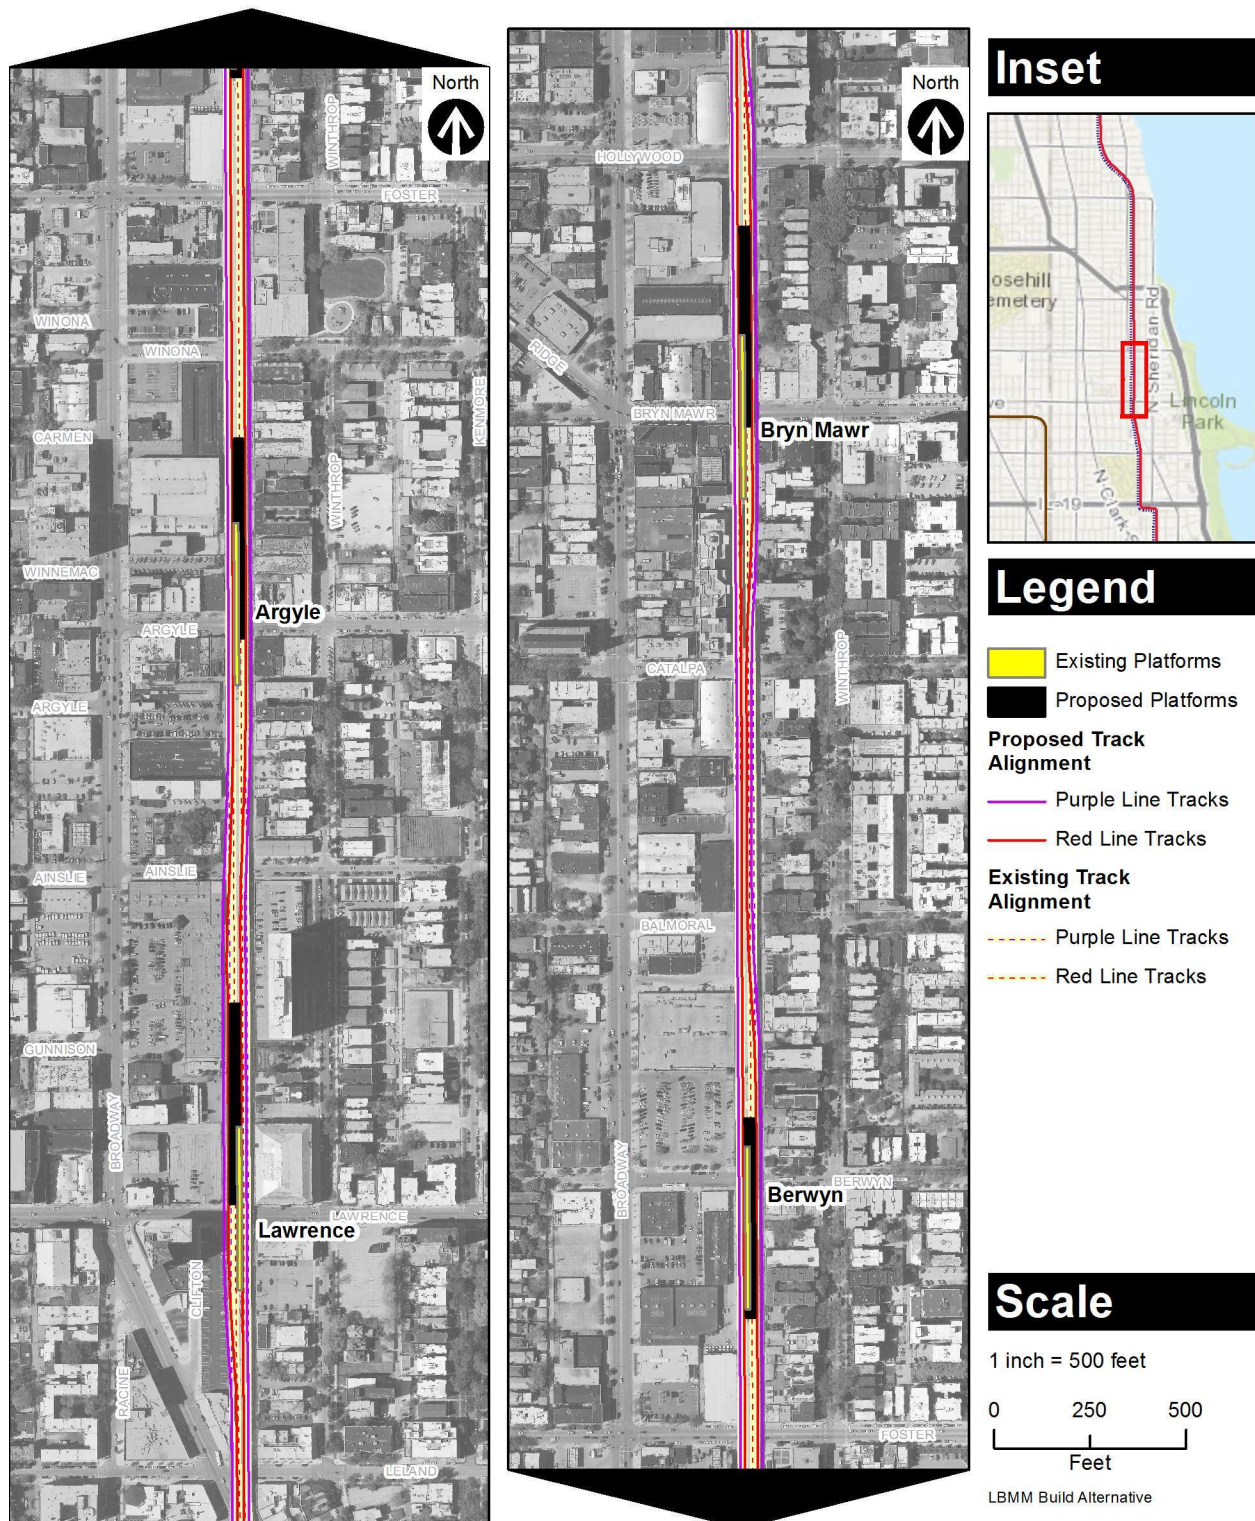 North
WINTHROP
FOSTER
WINONA
WINONA
KENMORE
CARMEN
WINTHROP
WINNEMAC
Argyle
ARGYLE
ARGYLE
AINSLIE
AINSLIE
GUNNISON
BROADWAY
LAWRENCE
Lawrence
CLIFTON
RACINE
LELAND
North
HOLLYWOOD
RIDGE
BRYN MAWR
Bryn Mawr
CATALPA
WINTHROP
BALMORAL
BROADWAY
BERWYN
Berwyn
FOSTER
Inset
osehill
emetery
N Sheridan Rd
Lincoln
Park
ve
IL-19
N Clark S
Legend
Existing Platforms
Proposed Platforms
Proposed Track
Alignment
Purple Line Tracks
Red Line Tracks
Existing Track
Alignment
Purple Line Tracks
Red Line Tracks
Scale
1 inch = 500 feet
0 250 500
Feet
LBMM Build Alternative